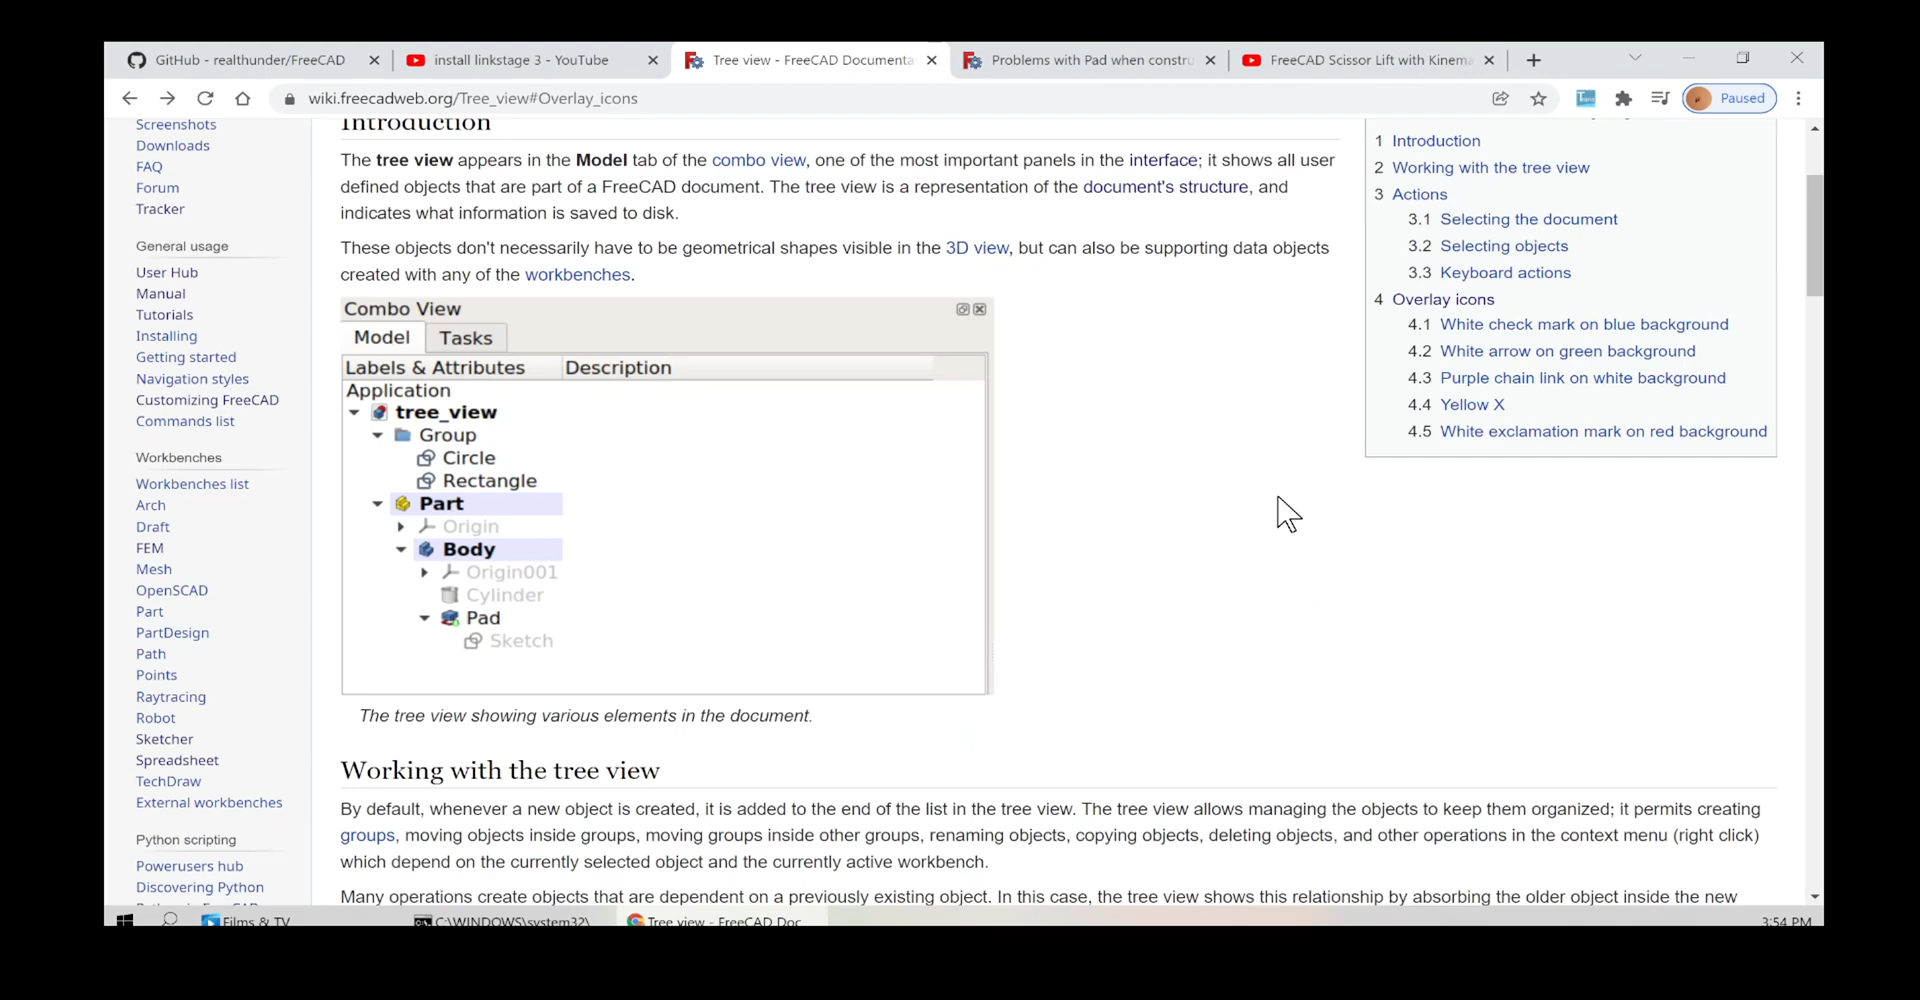 GitHub - realthunder/FreeCAD
install linkstage 3 - YouTube
Tree view - FreeCAD Documenta
Problems with Pad when constru
FreeCAD Scissor Lift with Kinema
wiki.freecadweb.org/Tree_view#Overlay_icons
Paused
Screenshots
Downloads
FAQ
Forum
Tracker
General usage
User Hub
Manual
Tutorials
Installing
Getting started
Navigation styles
Customizing FreeCAD
Commands list
Workbenches
Workbenches list
Arch
Draft
FEM
Mesh
OpenSCAD
Part
PartDesign
Path
Points
Raytracing
Robot
Sketcher
Spreadsheet
TechDraw
External workbenches
Python scripting
Powerusers hub
Discovering Python
Introduction
The tree view appears in the Model tab of the combo view, one of the most important panels in the interface; it shows all user
defined objects that are part of a FreeCAD document. The tree view is a representation of the document's structure, and
indicates what information is saved to disk.
These objects don't necessarily have to be geometrical shapes visible in the 3D view, but can also be supporting data objects
created with any of the workbenches.
Combo View
Model Tasks
Labels & Attributes Description
Application
tree_view
Group
Circle
Rectangle
Part
Origin
Body
Origin001
Cylinder
Pad
Sketch
The tree view showing various elements in the document.
Working with the tree view
By default, whenever a new object is created, it is added to the end of the list in the tree view. The tree view allows managing the objects to keep them organized; it permits creating
groups, moving objects inside groups, moving groups inside other groups, renaming objects, copying objects, deleting objects, and other operations in the context menu (right click)
which depend on the currently selected object and the currently active workbench.
Many operations create objects that are dependent on a previously existing object. In this case, the tree view shows this relationship by absorbing the older object inside the new
1 Introduction
2 Working with the tree view
3 Actions
3.1 Selecting the document
3.2 Selecting objects
3.3 Keyboard actions
4 Overlay icons
4.1 White check mark on blue background
4.2 White arrow on green background
4.3 Purple chain link on white background
4.4 Yellow X
4.5 White exclamation mark on red background
Films & TV
C:\WINDOWS\system32\
Tree view - FreeCAD Doc
3:54 PM